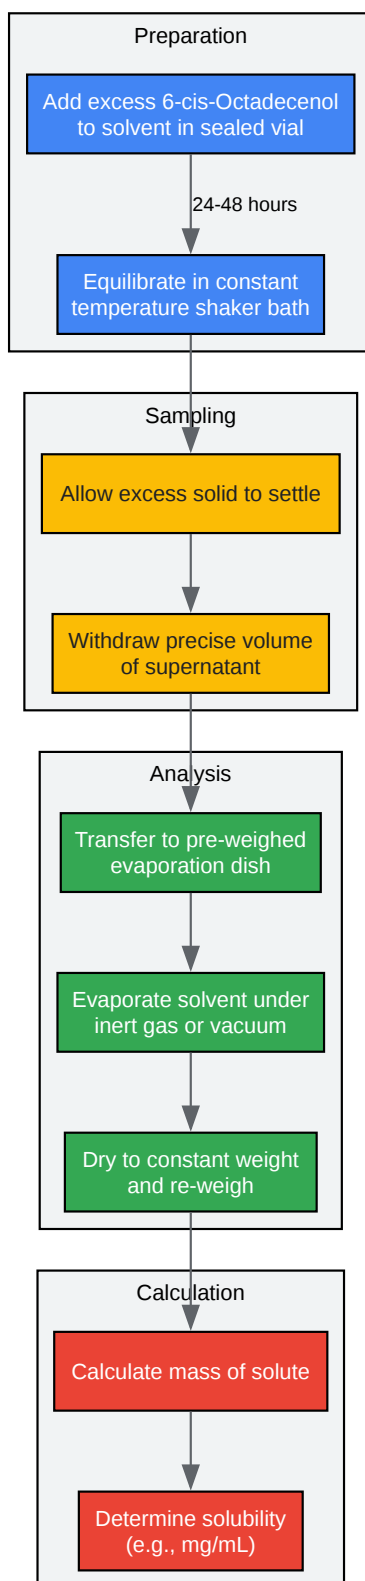 Preparation
Add excess 6-cis-Octadecenol
to solvent in sealed vial
24-48 hours
Equilibrate in constant
temperature shaker bath
Sampling
Allow excess solid to settle
Withdraw precise volume
of supernatant
Analysis
Transfer to pre-weighed
evaporation dish
Evaporate solvent under
inert gas or vacuum
Dry to constant weight
and re-weigh
Calculation
Calculate mass of solute
Determine solubility
(e.g., mg/mL)